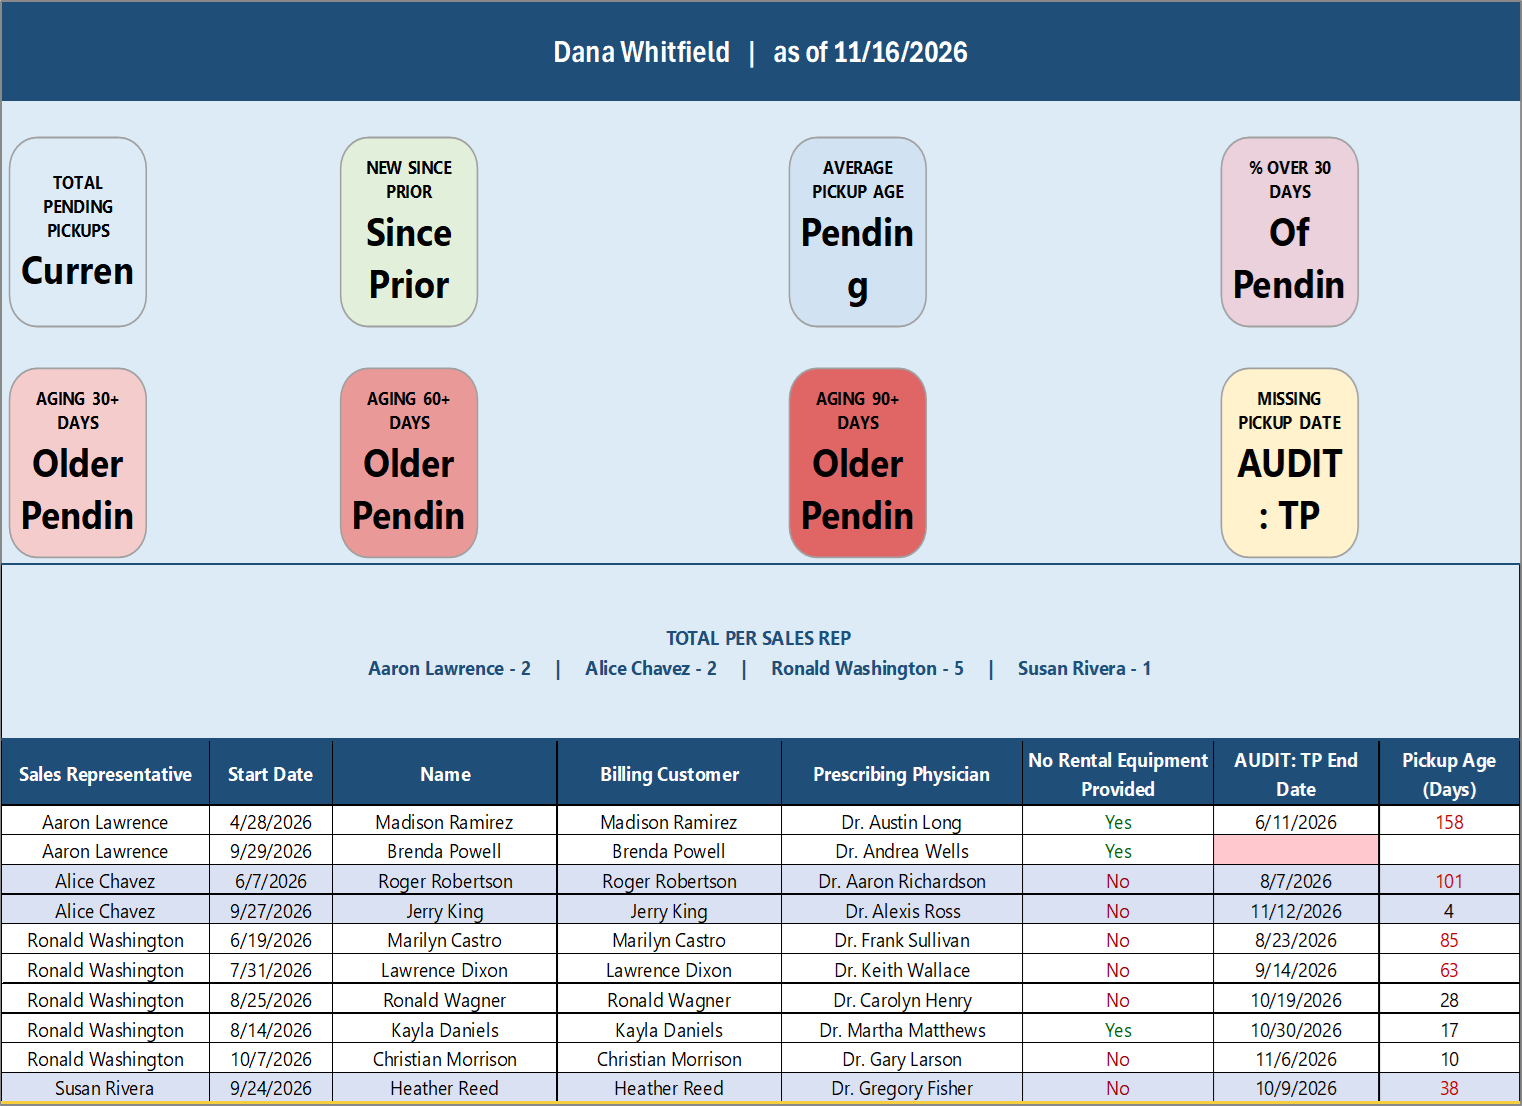 Dana Whitfield | as of 11/16/2026
TOTAL
PENDING
PICKUPS
Curren
NEW SINCE
PRIOR
Since
Prior
AVERAGE
PICKUP AGE
Pendin
g
% OVER 30
DAYS
Of
Pendin
AGING 30+
DAYS
Older
Pendin
AGING 60+
DAYS
Older
Pendin
AGING 90+
DAYS
Older
Pendin
MISSING
PICKUP DATE
AUDIT
: TP
TOTAL PER SALES REP
Aaron Lawrence - 2 | Alice Chavez - 2 | Ronald Washington - 5 | Susan Rivera - 1
Sales Representative Start Date Name Billing Customer Prescribing Physician No Rental Equipment Provided AUDIT: TP End Date Pickup Age (Days)
Aaron Lawrence 4/28/2026 Madison Ramirez Madison Ramirez Dr. Austin Long Yes 6/11/2026 158
Aaron Lawrence 9/29/2026 Brenda Powell Brenda Powell Dr. Andrea Wells Yes
Alice Chavez 6/7/2026 Roger Robertson Roger Robertson Dr. Aaron Richardson No 8/7/2026 101
Alice Chavez 9/27/2026 Jerry King Jerry King Dr. Alexis Ross No 11/12/2026 4
Ronald Washington 6/19/2026 Marilyn Castro Marilyn Castro Dr. Frank Sullivan No 8/23/2026 85
Ronald Washington 7/31/2026 Lawrence Dixon Lawrence Dixon Dr. Keith Wallace No 9/14/2026 63
Ronald Washington 8/25/2026 Ronald Wagner Ronald Wagner Dr. Carolyn Henry No 10/19/2026 28
Ronald Washington 8/14/2026 Kayla Daniels Kayla Daniels Dr. Martha Matthews Yes 10/30/2026 17
Ronald Washington 10/7/2026 Christian Morrison Christian Morrison Dr. Gary Larson No 11/6/2026 10
Susan Rivera 9/24/2026 Heather Reed Heather Reed Dr. Gregory Fisher No 10/9/2026 38